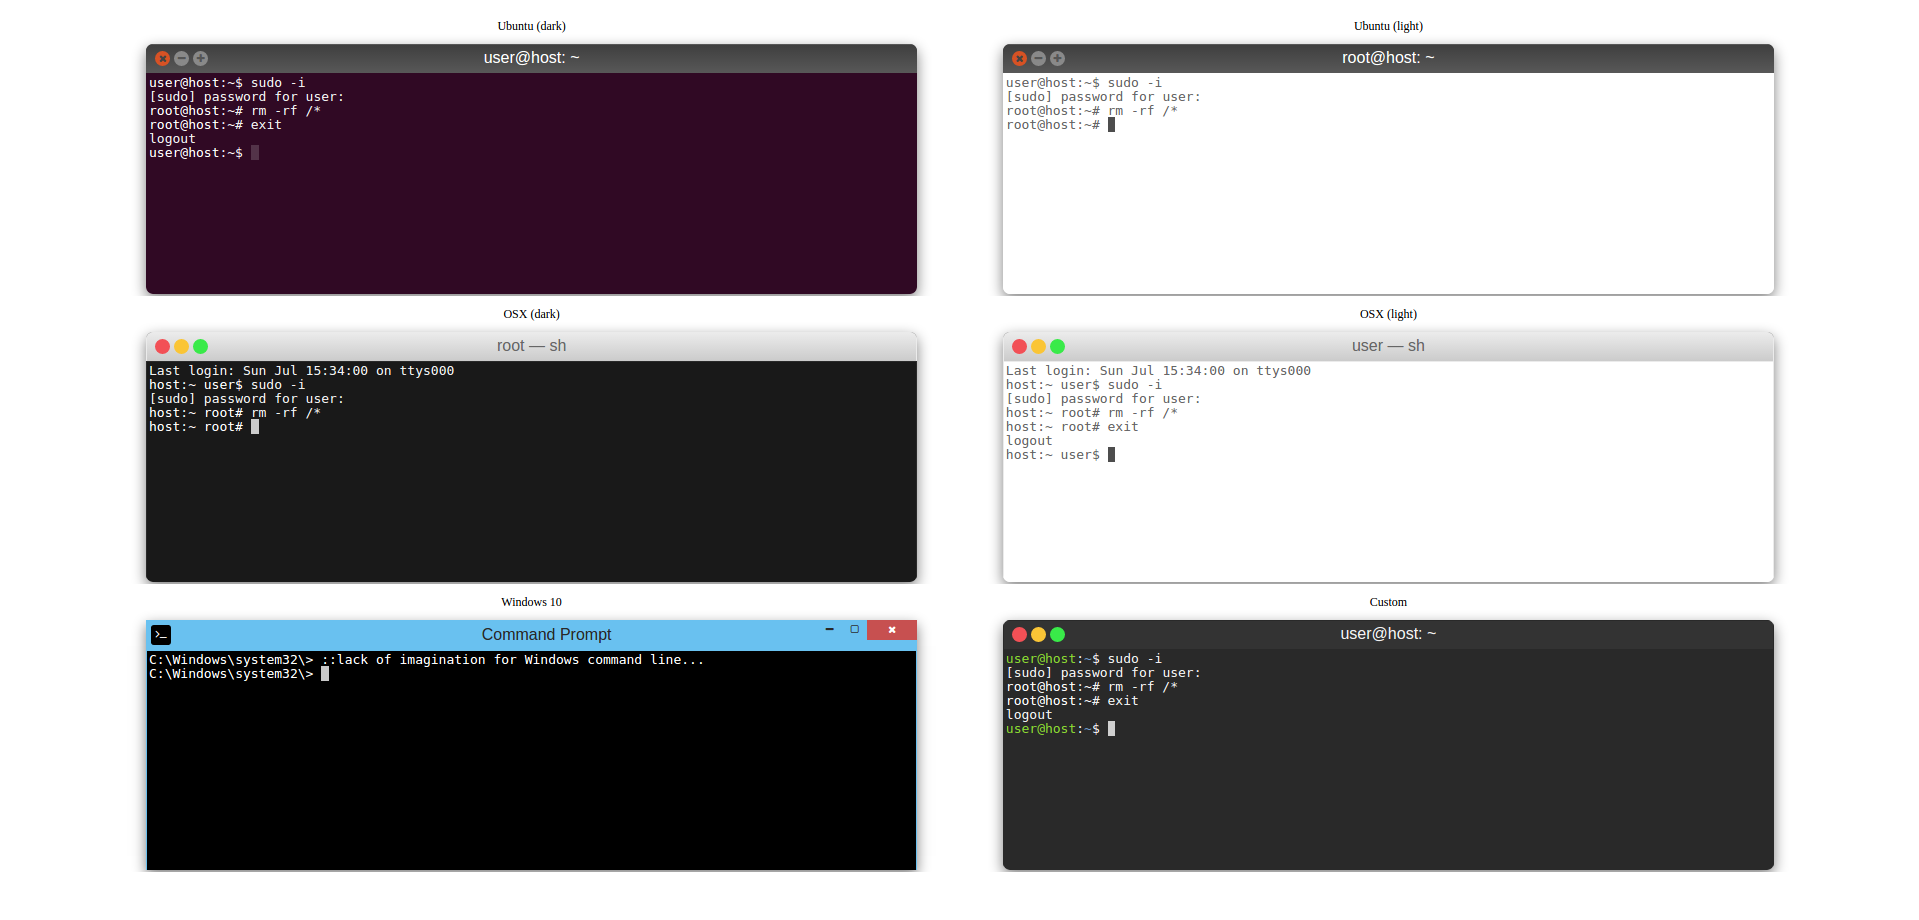 Ubuntu (dark)
user@host: ~
user@host:~$ sudo -i
[sudo] password for user:
root@host:~# rm -rf /*
root@host:~# exit
logout
user@host:~$
Ubuntu (light)
root@host: ~
user@host:~$ sudo -i
[sudo] password for user:
root@host:~# rm -rf /*
root@host:~#
OSX (dark)
root — sh
Last login: Sun Jul 15:34:00 on ttys000
host:~ user$ sudo -i
[sudo] password for user:
host:~ root# rm -rf /*
host:~ root#
OSX (light)
user — sh
Last login: Sun Jul 15:34:00 on ttys000
host:~ user$ sudo -i
[sudo] password for user:
host:~ root# rm -rf /*
host:~ root# exit
logout
host:~ user$
Windows 10
Command Prompt
C:\Windows\system32\> ::lack of imagination for Windows command line...
C:\Windows\system32\>
Custom
user@host: ~
user@host:~$ sudo -i
[sudo] password for user:
root@host:~# rm -rf /*
root@host:~# exit
logout
user@host:~$